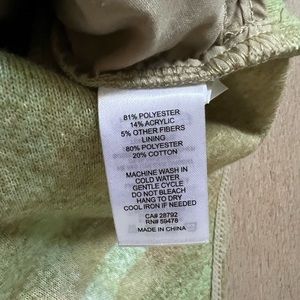 81% POLYESTER
14% ACRYLIC
5% OTHER FIBERS
LINING
80% POLYESTER
20% COTTON
MACHINE WASH IN
COLD WATER
GENTLE CYCLE
DO NOT BLEACH
HANG TO DRY
COOL IRON IF NEEDED
CA# 28792
RN# 59478
MADE IN CHINA